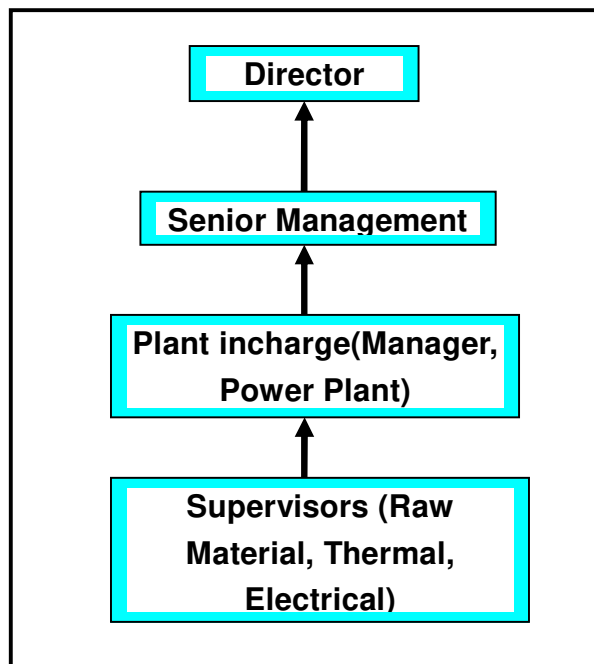 Director
Senior Management
Plant incharge(Manager,
Power Plant)
Supervisors (Raw
Material, Thermal,
Electrical)